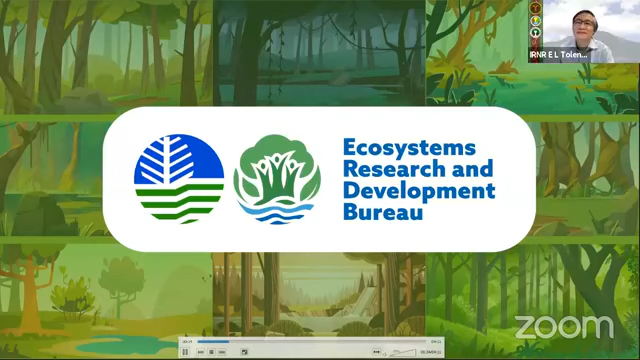 IRNR E L Tolen...
Ecosystems
Research and
Development
Bureau
zoom